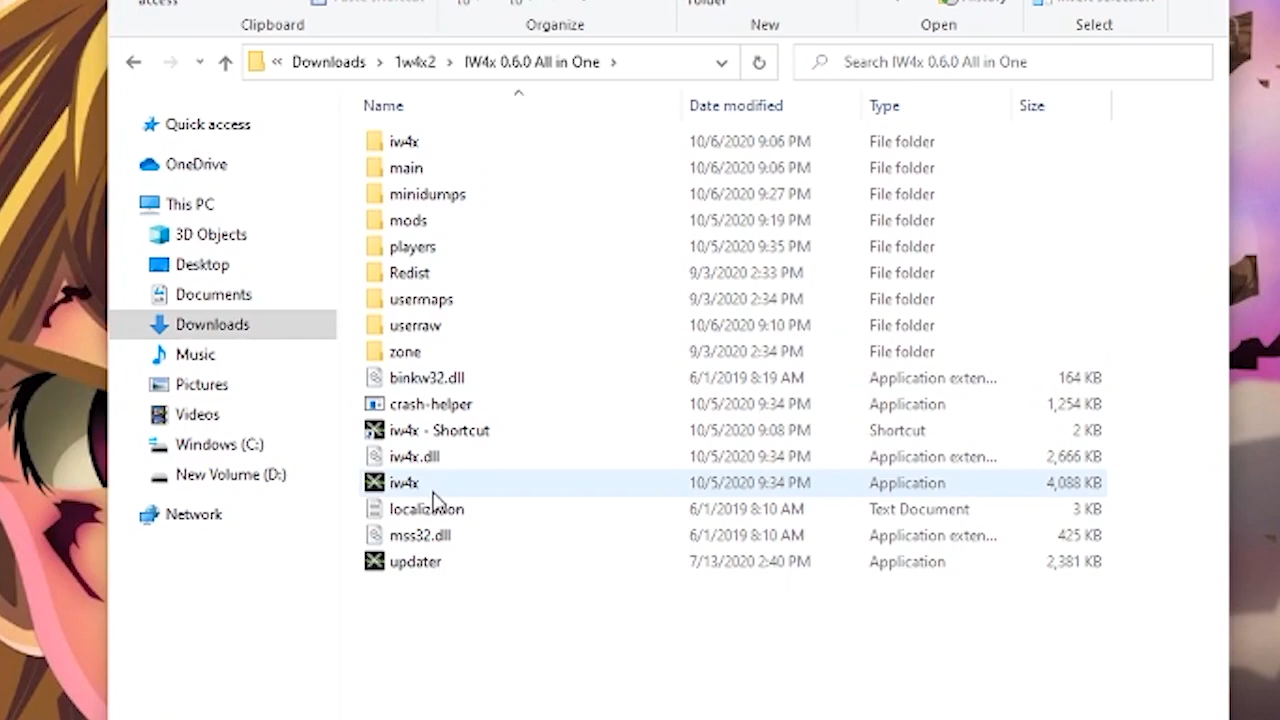 access
Paste shortcut
to
to
folder
History
Invert selection
Clipboard
Organize
New
Open
Select
« Downloads > 1w4x2 > IW4x 0.6.0 All in One >
Search IW4x 0.6.0 All in One
Name Date modified Type Size
Quick access
OneDrive
This PC
3D Objects
Desktop
Documents
Downloads
Music
Pictures
Videos
Windows (C:)
New Volume (D:)
Network
iw4x 10/6/2020 9:06 PM File folder
main 10/6/2020 9:06 PM File folder
minidumps 10/6/2020 9:27 PM File folder
mods 10/5/2020 9:19 PM File folder
players 10/5/2020 9:35 PM File folder
Redist 9/3/2020 2:33 PM File folder
usermaps 9/3/2020 2:34 PM File folder
userraw 10/6/2020 9:10 PM File folder
zone 9/3/2020 2:34 PM File folder
binkw32.dll 6/1/2019 8:19 AM Application exten... 164 KB
crash-helper 10/5/2020 9:34 PM Application 1,254 KB
iw4x - Shortcut 10/5/2020 9:08 PM Shortcut 2 KB
iw4x.dll 10/5/2020 9:34 PM Application exten... 2,666 KB
iw4x 10/5/2020 9:34 PM Application 4,088 KB
localization 6/1/2019 8:10 AM Text Document 3 KB
mss32.dll 6/1/2019 8:10 AM Application exten... 425 KB
updater 7/13/2020 2:40 PM Application 2,381 KB